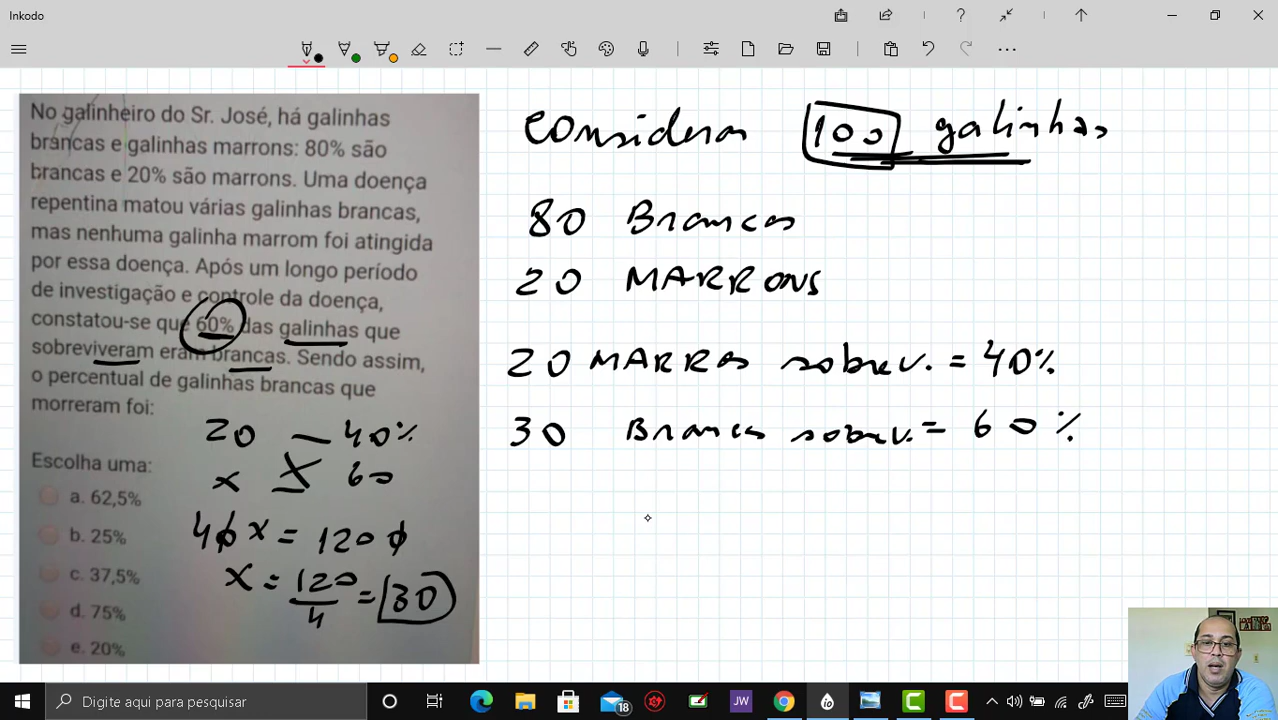 Inkodo
No galinheiro do Sr. José, há galinhas
brancas e galinhas marrons: 80% são
brancas e 20% são marrons. Uma doença
repentina matou várias galinhas brancas,
mas nenhuma galinha marrom foi atingida
por essa doença. Após um longo período
de investigação e controle da doença,
constatou-se que 60% das galinhas que
sobreviveram eram brancas. Sendo assim,
o percentual de galinhas brancas que
morreram foi:
Escolha uma:
a. 62,5%
b. 25%
c. 37,5%
d. 75%
e. 20%
20 — 40%
x X 60
40x = 1200
x = 120/4 = 30
Considera 100 galinhas
80 Brancas
20 MARRONS
20 MARROS sobrev. = 40%
30 Brancas sobrev. = 60%
Digite aqui para pesquisar
18
JW
io